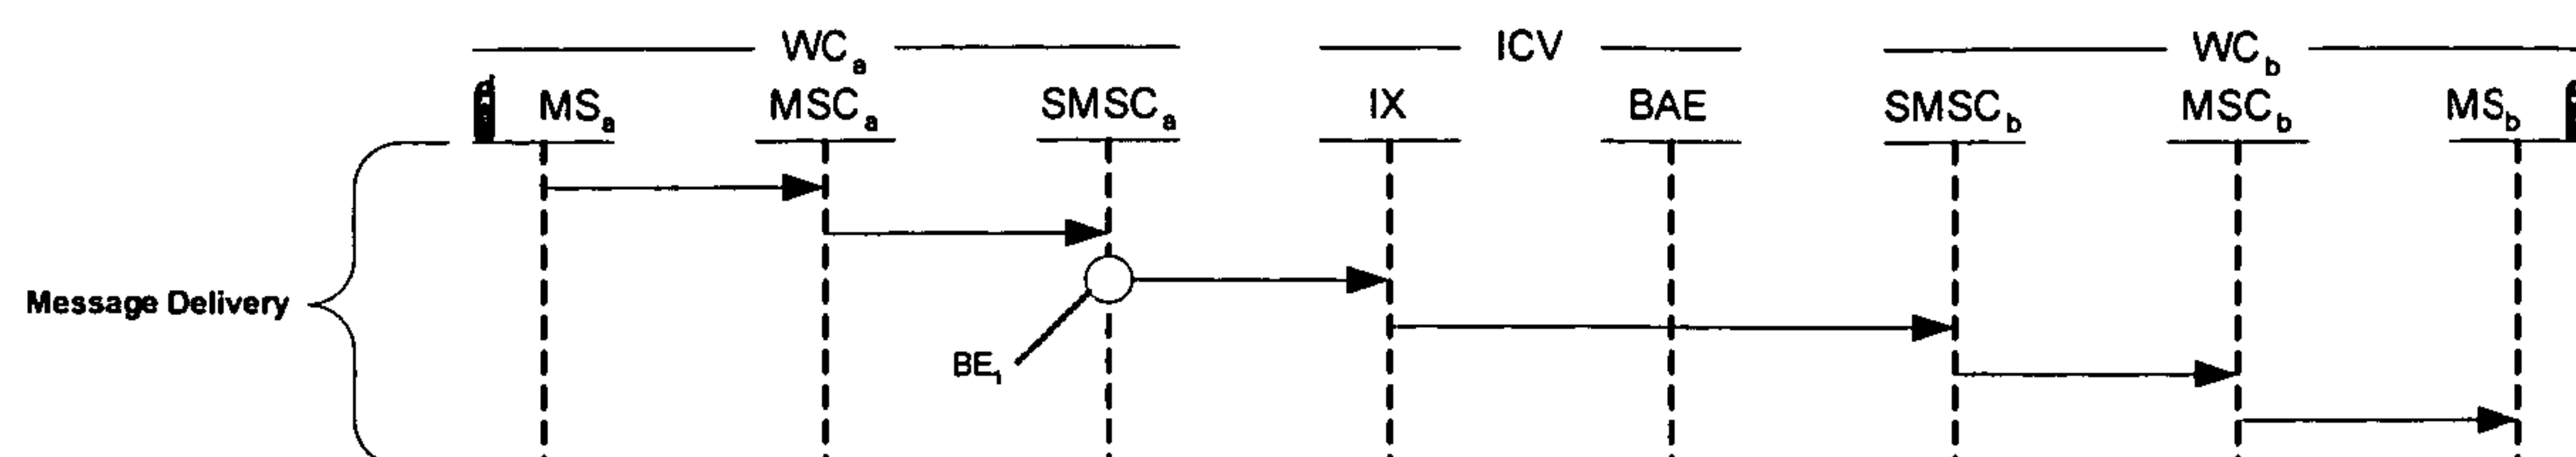 WCa ICV WCb
MSa MSCa SMSCa IX BAE SMSCb MSCb MSb
Message Delivery
BE1